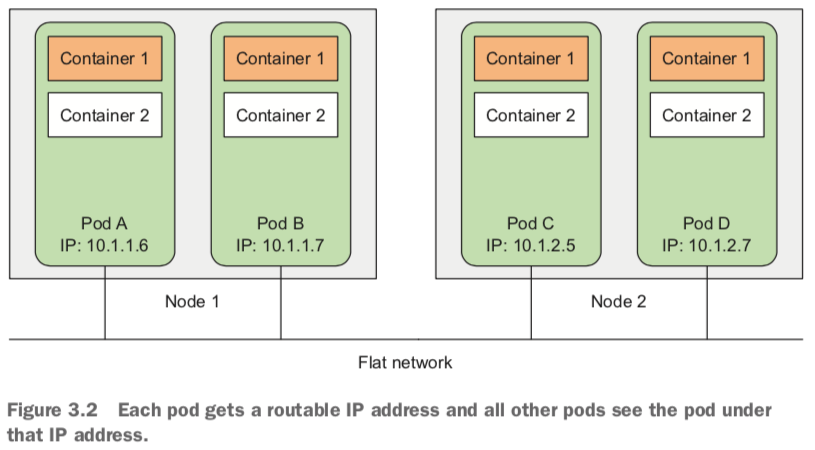 Container 1
Container 2
Pod A
IP: 10.1.1.6
Container 1
Container 2
Pod B
IP: 10.1.1.7
Node 1
Container 1
Container 2
Pod C
IP: 10.1.2.5
Container 1
Container 2
Pod D
IP: 10.1.2.7
Node 2
Flat network
Figure 3.2 Each pod gets a routable IP address and all other pods see the pod under
that IP address.